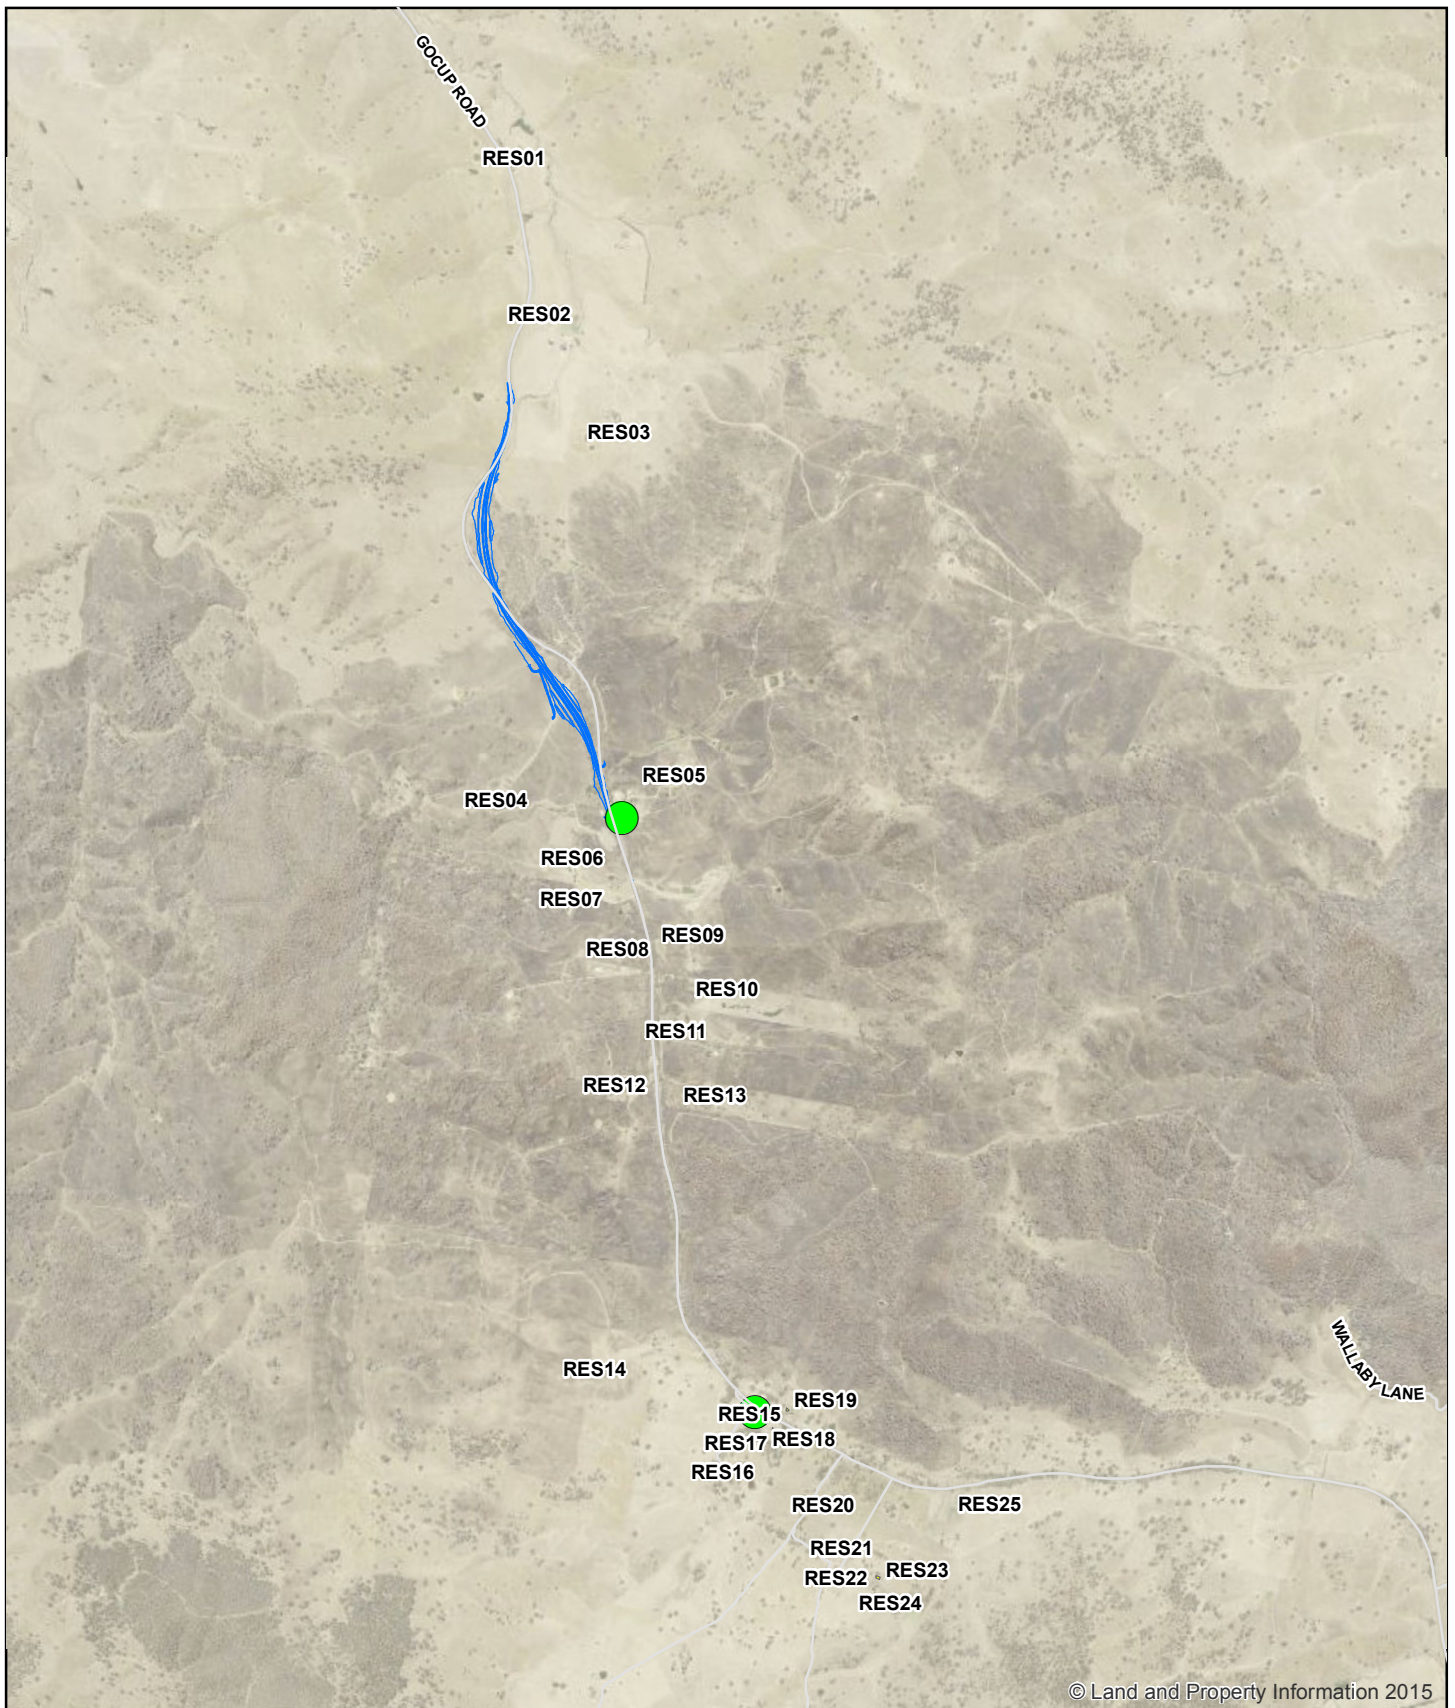 GOCUP ROAD
RES01
RES02
RES03
RES05
RES04
RES06
RES07
RES09
RES08
RES10
RES11
RES12
RES13
WALLABY LANE
RES14
RES19
RES15
RES18
RES17
RES16
RES20
RES25
RES21
RES23
RES22
RES24
© Land and Property Information 2015